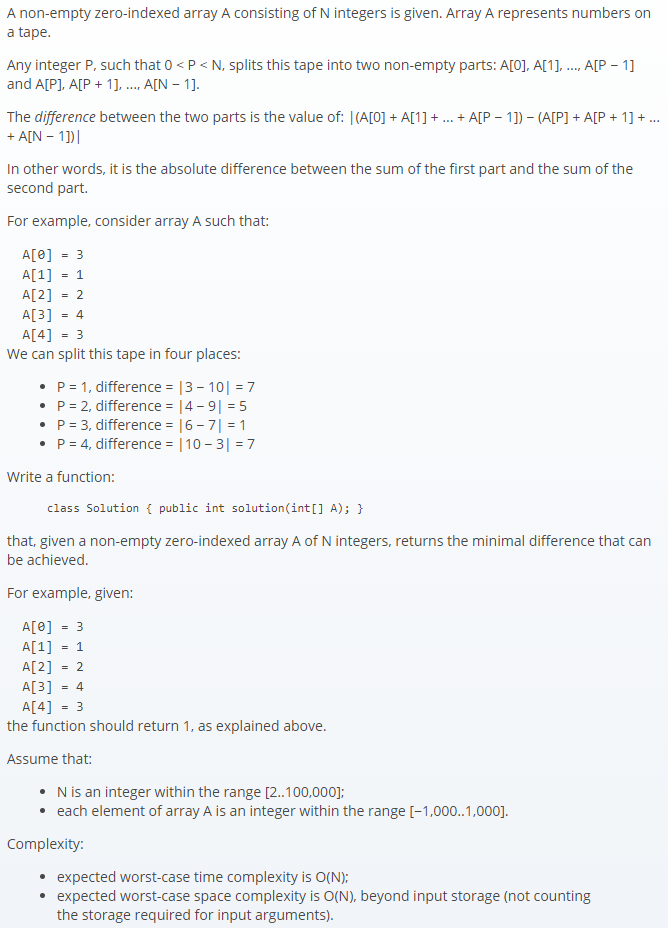 A non-empty zero-indexed array A consisting of N integers is given. Array A represents numbers on
a tape.
Any integer P, such that 0 < P < N, splits this tape into two non-empty parts: A[0], A[1], ..., A[P − 1]
and A[P], A[P + 1], ..., A[N − 1].
The difference between the two parts is the value of: |(A[0] + A[1] + ... + A[P − 1]) − (A[P] + A[P + 1] + ...
+ A[N − 1])|
In other words, it is the absolute difference between the sum of the first part and the sum of the
second part.
For example, consider array A such that:
A[0] = 3
A[1] = 1
A[2] = 2
A[3] = 4
A[4] = 3
We can split this tape in four places:
• P = 1, difference = |3 − 10| = 7
• P = 2, difference = |4 − 9| = 5
• P = 3, difference = |6 − 7| = 1
• P = 4, difference = |10 − 3| = 7
Write a function:
class Solution { public int solution(int[] A); }
that, given a non-empty zero-indexed array A of N integers, returns the minimal difference that can
be achieved.
For example, given:
A[0] = 3
A[1] = 1
A[2] = 2
A[3] = 4
A[4] = 3
the function should return 1, as explained above.
Assume that:
• N is an integer within the range [2..100,000];
• each element of array A is an integer within the range [−1,000..1,000].
Complexity:
• expected worst-case time complexity is O(N);
• expected worst-case space complexity is O(N), beyond input storage (not counting
the storage required for input arguments).